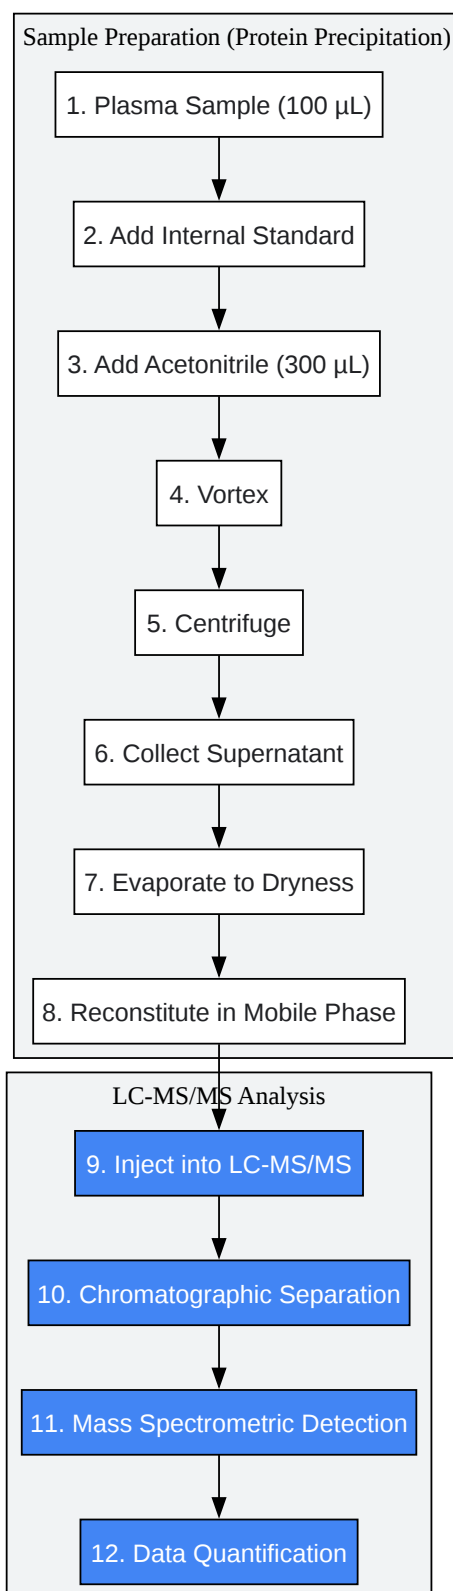 Sample Preparation (Protein Precipitation)
1. Plasma Sample (100 µL)
2. Add Internal Standard
3. Add Acetonitrile (300 µL)
4. Vortex
5. Centrifuge
6. Collect Supernatant
7. Evaporate to Dryness
8. Reconstitute in Mobile Phase
LC-MS/MS Analysis
9. Inject into LC-MS/MS
10. Chromatographic Separation
11. Mass Spectrometric Detection
12. Data Quantification